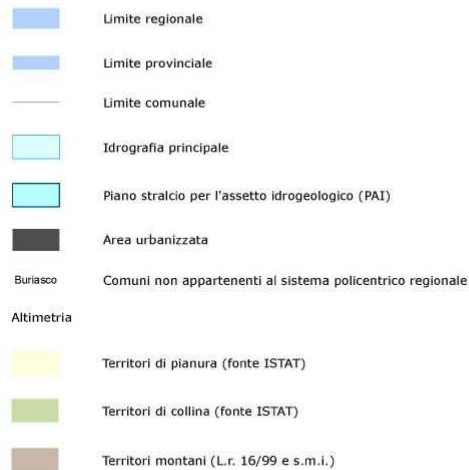 Limite regionale
Limite provinciale
Limite comunale
Idrografia principale
Piano stralcio per l'assetto idrogeologico (PAI)
Area urbanizzata
Buriasco Comuni non appartenenti al sistema policentrico regionale
Altimetria
Territori di pianura (fonte ISTAT)
Territori di collina (fonte ISTAT)
Territori montani (L.r. 16/99 e s.m.i.)